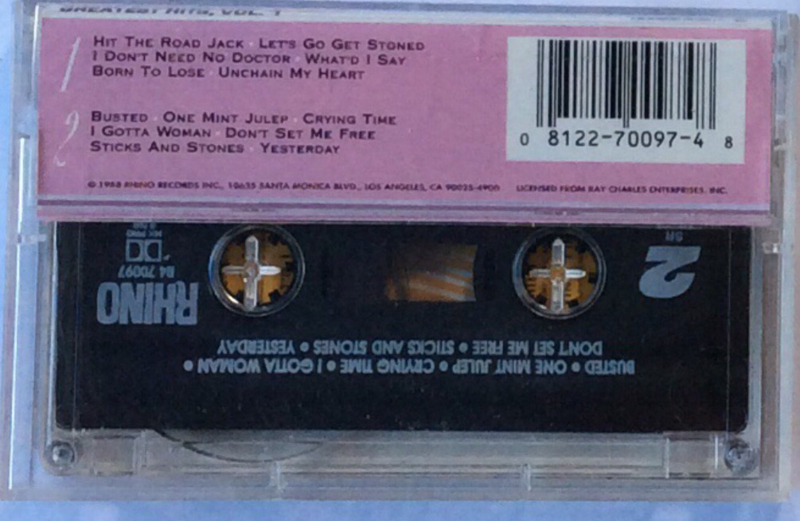 GREATEST HITS, VOL. 1
1
HIT THE ROAD JACK · LET'S GO GET STONED
I DON'T NEED NO DOCTOR · WHAT'D I SAY
BORN TO LOSE · UNCHAIN MY HEART
2
BUSTED · ONE MINT JULEP · CRYING TIME
I GOTTA WOMAN · DON'T SET ME FREE
STICKS AND STONES · YESTERDAY
0 8122-70097-4 8
© 1988 RHINO RECORDS INC., 10635 SANTA MONICA BLVD., LOS ANGELES, CA 90025-4900 LICENSED FROM RAY CHARLES ENTERPRISES, INC.
BUSTED • ONE MINT JULEP • CRYING TIME • I GOTTA WOMAN •
DON'T SET ME FREE • STICKS AND STONES • YESTERDAY
2
RHINO
R4 70097